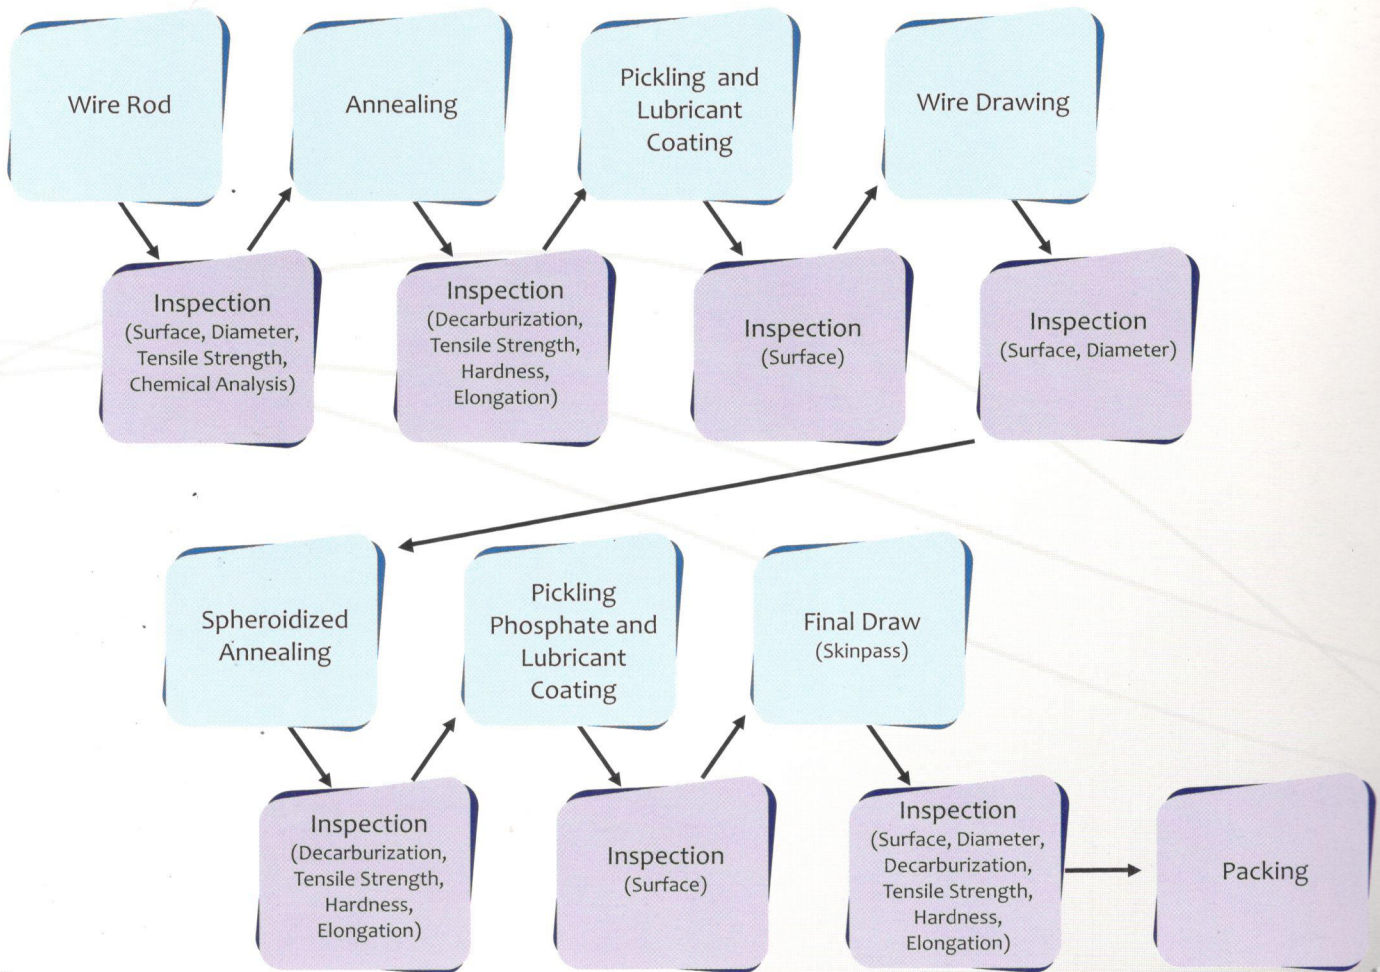 Wire Rod
Annealing
Pickling and
Lubricant
Coating
Wire Drawing
Inspection
(Surface, Diameter,
Tensile Strength,
Chemical Analysis)
Inspection
(Decarburization,
Tensile Strength,
Hardness,
Elongation)
Inspection
(Surface)
Inspection
(Surface, Diameter)
Spheroidized
Annealing
Pickling
Phosphate and
Lubricant
Coating
Final Draw
(Skinpass)
Inspection
(Decarburization,
Tensile Strength,
Hardness,
Elongation)
Inspection
(Surface)
Inspection
(Surface, Diameter,
Decarburization,
Tensile Strength,
Hardness,
Elongation)
Packing